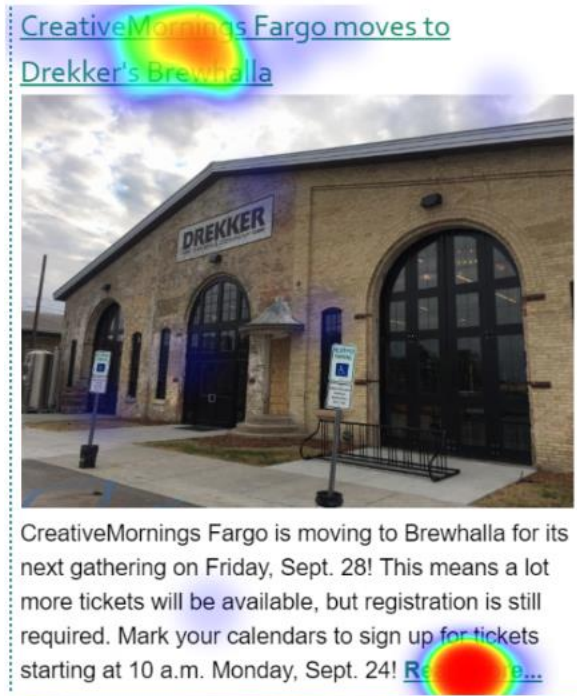 CreativeMornings Fargo moves to
Drekker's Brewhalla
DREKKER
CreativeMornings Fargo is moving to Brewhalla for its
next gathering on Friday, Sept. 28! This means a lot
more tickets will be available, but registration is still
required. Mark your calendars to sign up for tickets
starting at 10 a.m. Monday, Sept. 24!